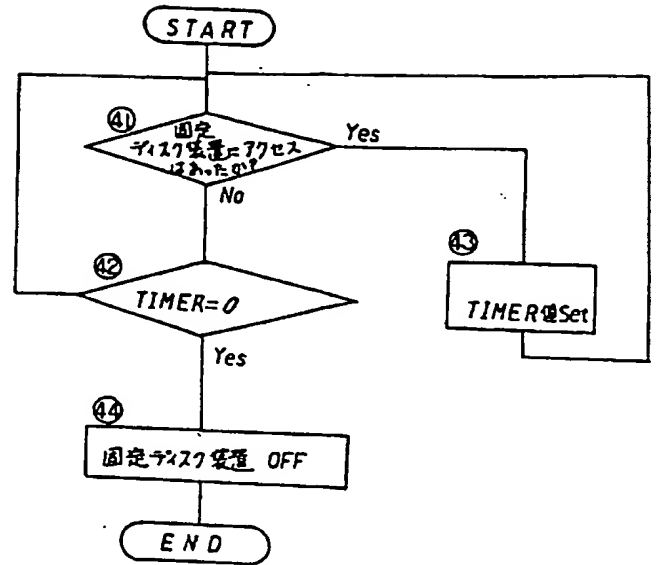 START
㊶
固定
ディスク装置にアクセス
はあったか?
Yes
No
㊷
TIMER=0
㊸
TIMER値Set
Yes
㊹
固定ディスク装置 OFF
END